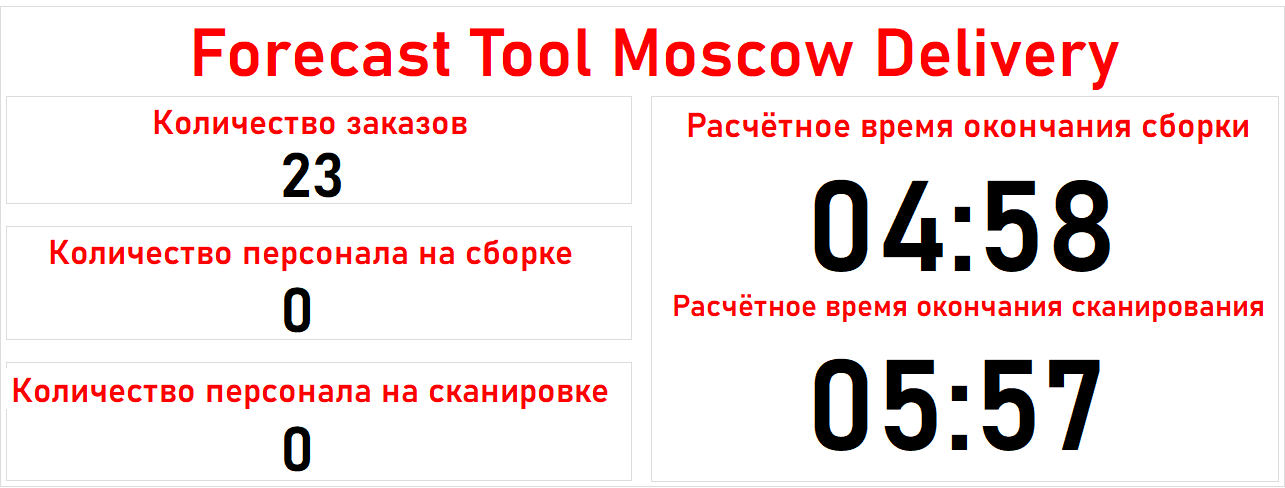 Forecast Tool Moscow Delivery
Количество заказов
23
Количество персонала на сборке
0
Количество персонала на сканировке
0
Расчётное время окончания сборки
04:58
Расчётное время окончания сканирования
05:57